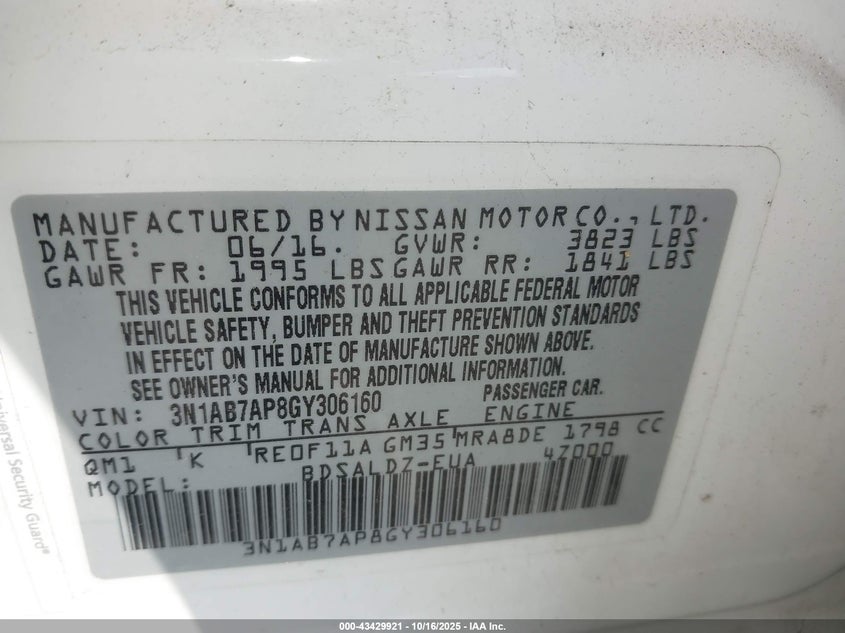 MANUFACTURED BY NISSAN MOTOR CO., LTD.
DATE: 06/16. GVWR: 3823 LBS
GAWR FR: 1995 LBS GAWR RR: 1841 LBS
THIS VEHICLE CONFORMS TO ALL APPLICABLE FEDERAL MOTOR
VEHICLE SAFETY, BUMPER AND THEFT PREVENTION STANDARDS
IN EFFECT ON THE DATE OF MANUFACTURE SHOWN ABOVE.
SEE OWNER'S MANUAL FOR ADDITIONAL INFORMATION.
VIN: 3N1AB7AP8GY306160 PASSENGER CAR.
COLOR TRIM TRANS AXLE ENGINE
QM1 K RE0F11A GM35 MRA8DE 1798 CC
MODEL: BDSALDZ-EUA 47000
3N1AB7AP8GY306160
Universal Security Guard®
000-43429921 - 10/16/2025 - IAA Inc.